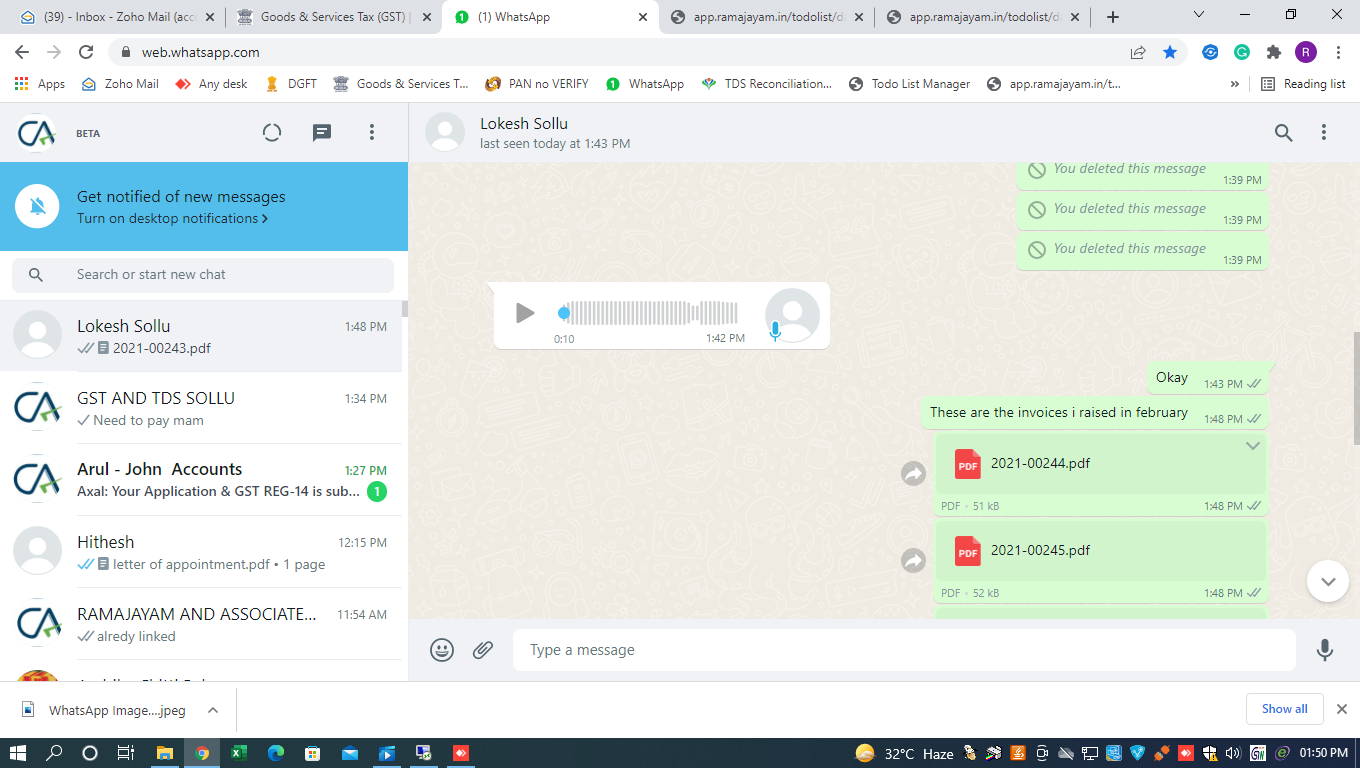 (39) - Inbox - Zoho Mail (acc
Goods & Services Tax (GST) |
(1) WhatsApp
app.ramajayam.in/todolist/d
app.ramajayam.in/todolist/d
web.whatsapp.com
R
Apps
Zoho Mail
Any desk
DGFT
Goods & Services T...
PAN no VERIFY
WhatsApp
TDS Reconciliation...
Todo List Manager
app.ramajayam.in/t...
Reading list
CA
BETA
Get notified of new messages
Turn on desktop notifications
Search or start new chat
Lokesh Sollu
1:48 PM
2021-00243.pdf
CA
GST AND TDS SOLLU
1:34 PM
Need to pay mam
CA
Arul - John Accounts
1:27 PM
Axal: Your Application & GST REG-14 is sub...
1
Hithesh
12:15 PM
letter of appointment.pdf • 1 page
CA
RAMAJAYAM AND ASSOCIATE...
11:54 AM
alredy linked
Lokesh Sollu
last seen today at 1:43 PM
You deleted this message
1:39 PM
You deleted this message
1:39 PM
You deleted this message
1:39 PM
0:10
1:42 PM
Okay
1:43 PM
These are the invoices i raised in february
1:48 PM
PDF
2021-00244.pdf
PDF • 51 kB
1:48 PM
PDF
2021-00245.pdf
PDF • 52 kB
1:48 PM
Type a message
WhatsApp Image....jpeg
Show all
32°C Haze
01:50 PM